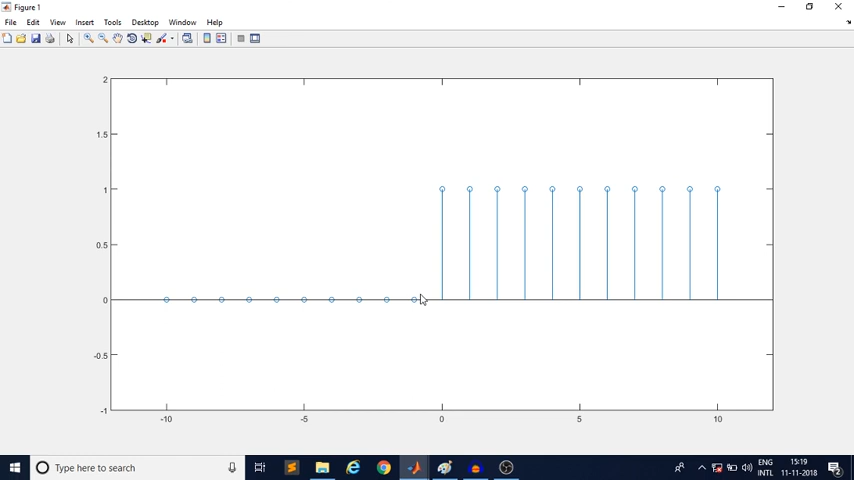 Figure 1
File Edit View Insert Tools Desktop Window Help
2
1.5
1
0.5
0
-0.5
-1
-10 -5 0 5 10
Type here to search
ENG 15:19
INTL 11-11-2018
2